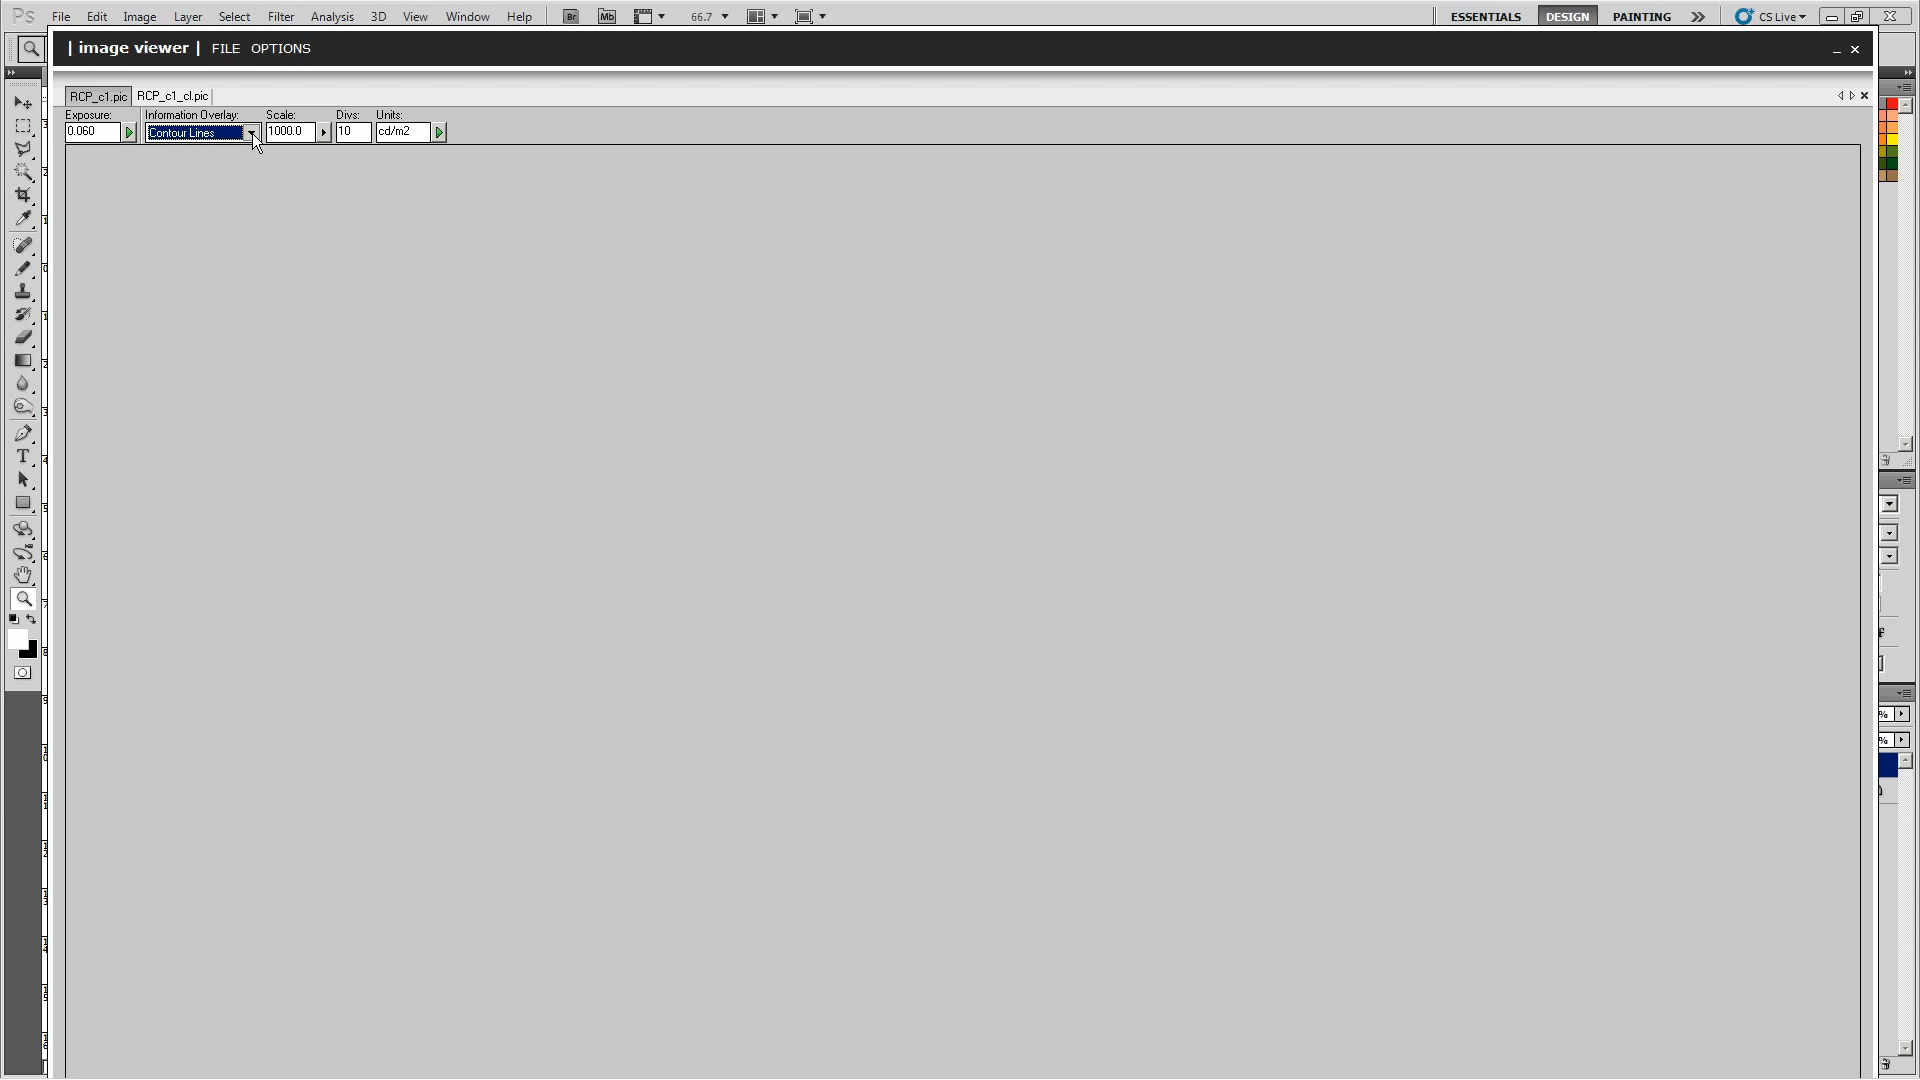 Ps File Edit Image Layer Select Filter Analysis 3D View Window Help Br Mb 66.7 ESSENTIALS DESIGN PAINTING CS Live
| image viewer | FILE OPTIONS
RCP_c1.pic RCP_c1_cl.pic
Exposure: Information Overlay: Scale: Divs: Units:
0.060 Contour Lines 1000.0 10 cd/m2
T
%
%